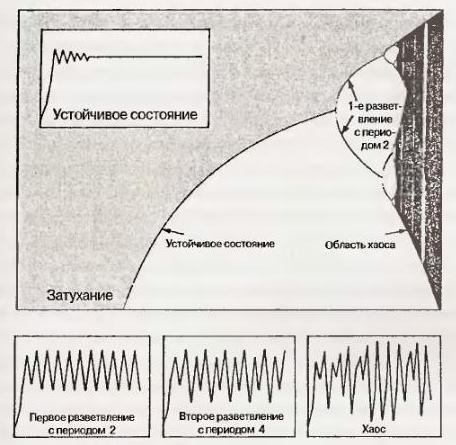 Устойчивое состояние
1-е развет-
вление
с перио-
дом 2
Устойчивое состояние
Область хаоса
Затухание
Первое разветвление
с периодом 2
Второе разветвление
с периодом 4
Хаос